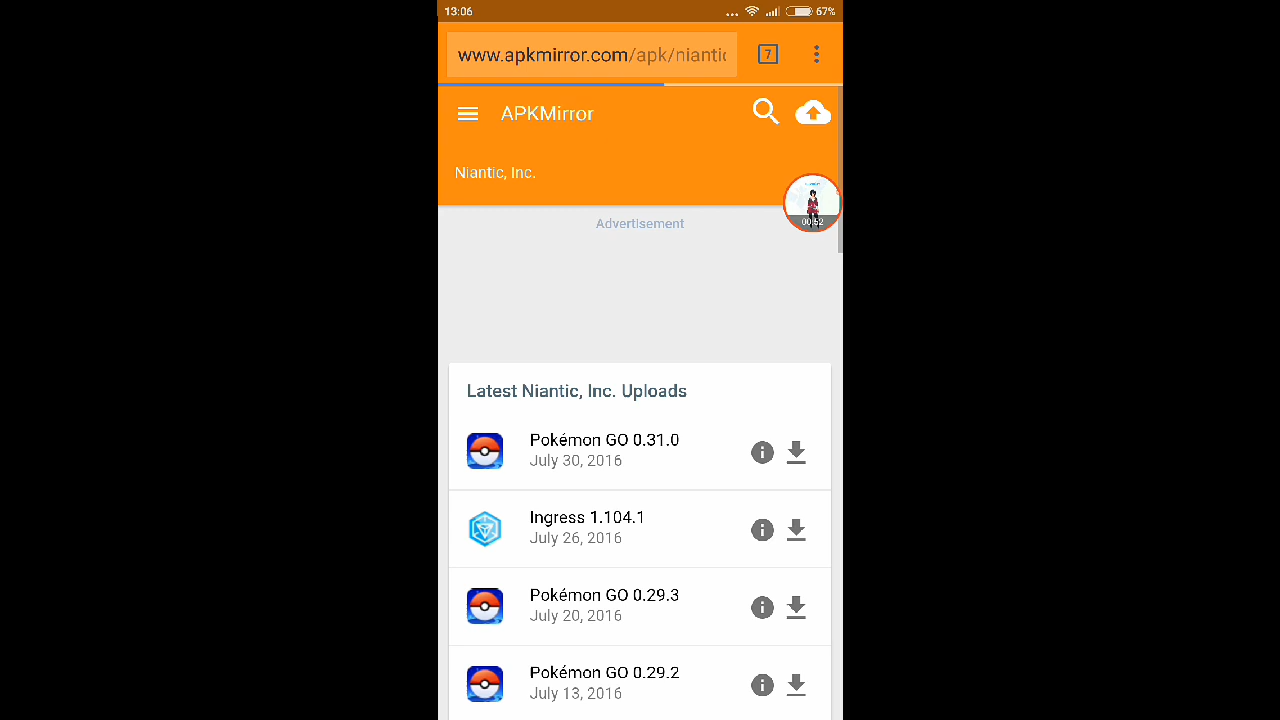 13:06
67%
www.apkmirror.com/apk/niantic
7
APKMirror
Niantic, Inc.
00:52
Advertisement
Latest Niantic, Inc. Uploads
Pokémon GO 0.31.0
July 30, 2016
Ingress 1.104.1
July 26, 2016
Pokémon GO 0.29.3
July 20, 2016
Pokémon GO 0.29.2
July 13, 2016